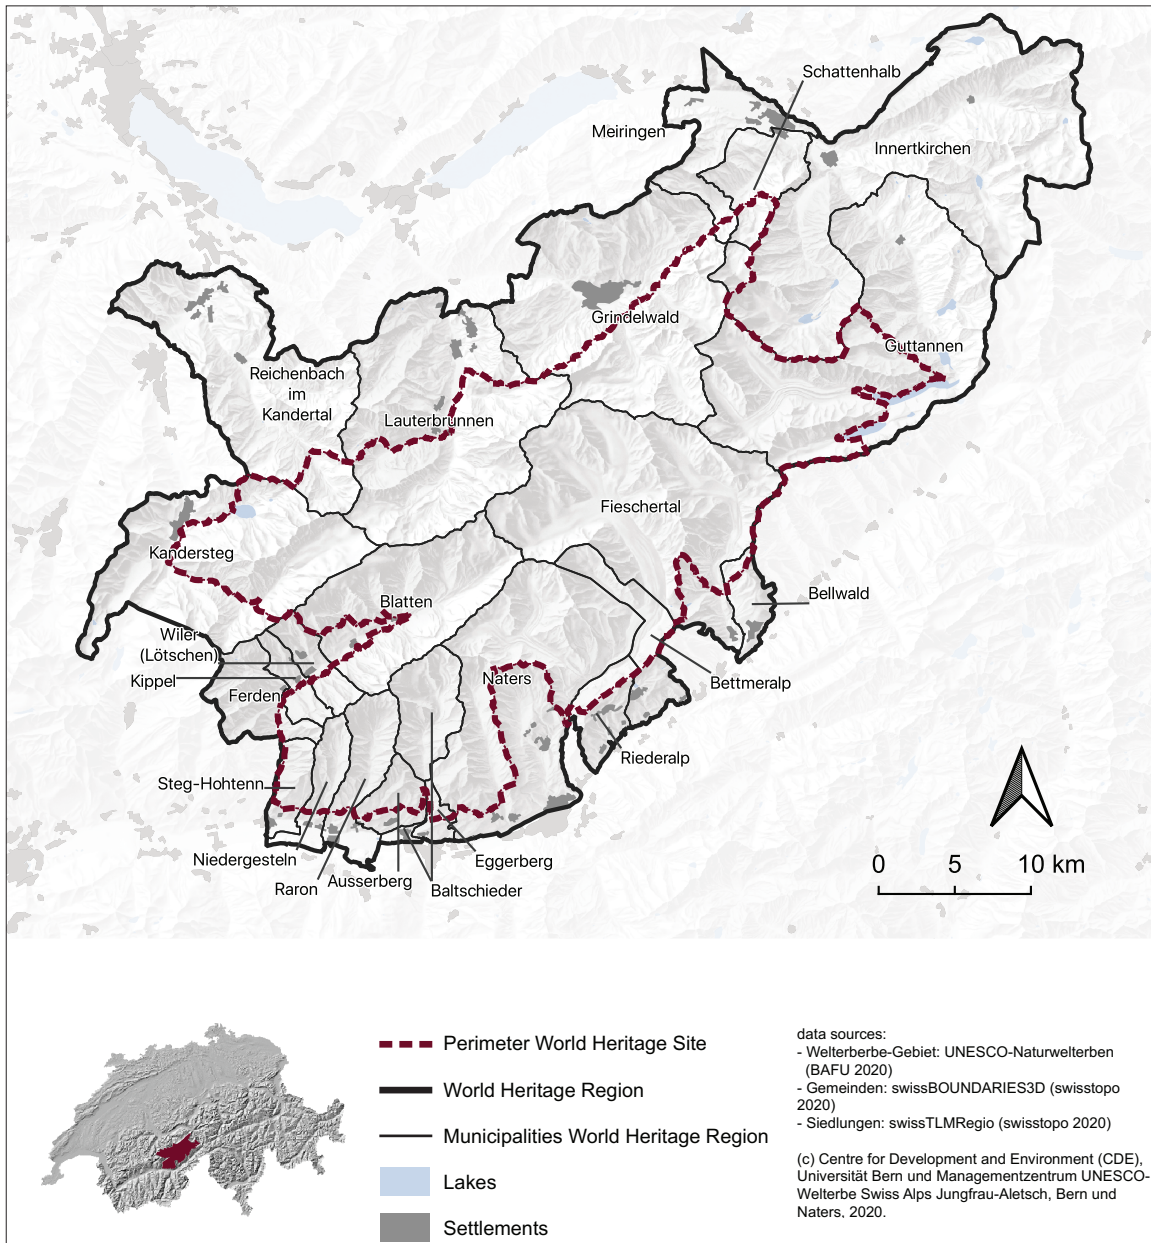 Schattenhalb
Meiringen
Innertkirchen
Grindelwald
Guttannen
Reichenbach
im
Kandertal
Lauterbrunnen
Fieschertal
Kandersteg
Blatten
Bellwald
Wiler
(Lötschen)
Kippel
Ferden
Naters
Bettmeralp
Riederalp
Steg-Hohtenn
Niedergesteln
Eggerberg
Raron
Ausserberg
Baltschieder
0 5 10 km
Perimeter World Heritage Site
World Heritage Region
Municipalities World Heritage Region
Lakes
Settlements
data sources:
- Welterberbe-Gebiet: UNESCO-Naturwelterben
(BAFU 2020)
- Gemeinden: swissBOUNDARIES3D (swisstopo
2020)
- Siedlungen: swissTLMRegio (swisstopo 2020)
(c) Centre for Development and Environment (CDE),
Universität Bern und Managementzentrum UNESCO-
Welterbe Swiss Alps Jungfrau-Aletsch, Bern und
Naters, 2020.